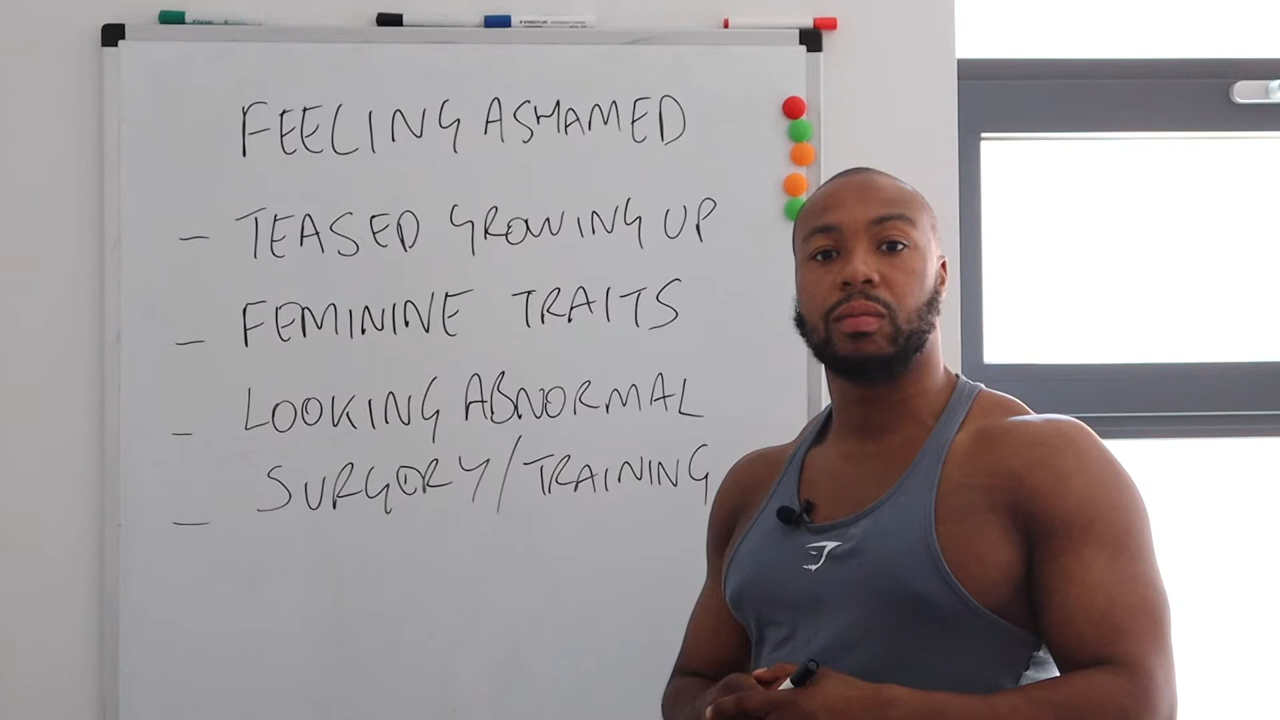 FEELING ASHAMED
- TEASED GROWING UP
- FEMININE TRAITS
- LOOKING ABNORMAL
- SURGERY/TRAINING